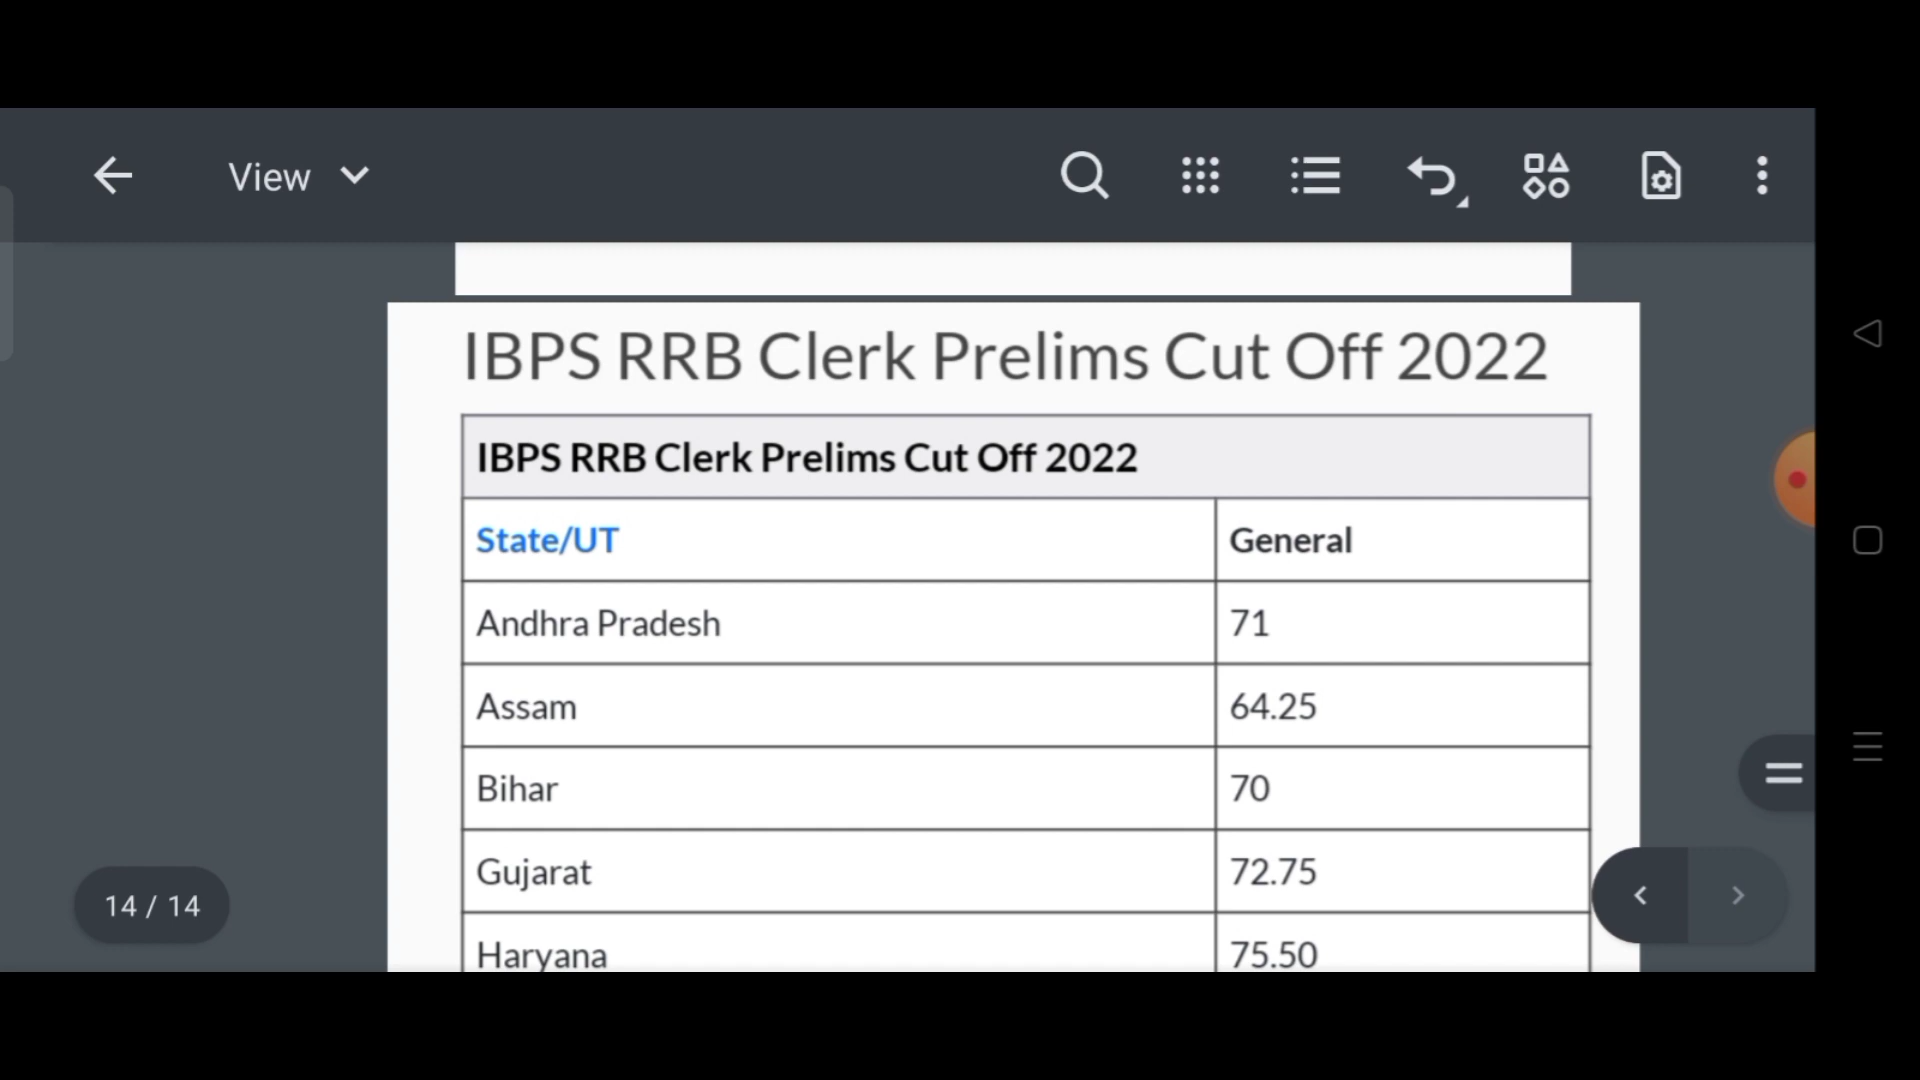 View
IBPS RRB Clerk Prelims Cut Off 2022
IBPS RRB Clerk Prelims Cut Off 2022
State/UT General
Andhra Pradesh 71
Assam 64.25
Bihar 70
Gujarat 72.75
Haryana 75.50
14 / 14